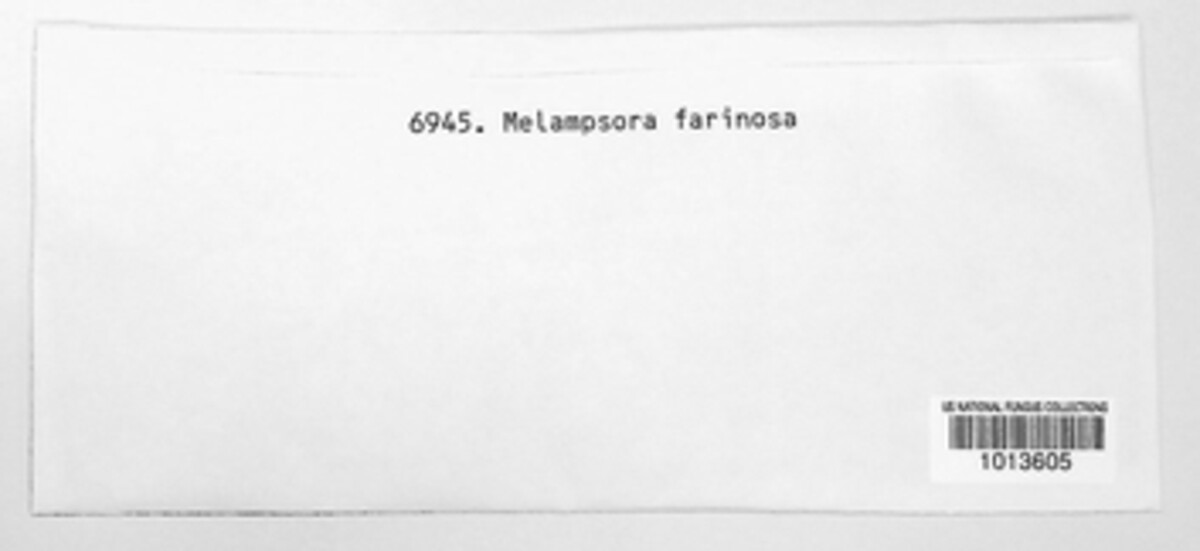 6945. Melampsora farinosa
US NATIONAL FUNGUS COLLECTIONS
1013605